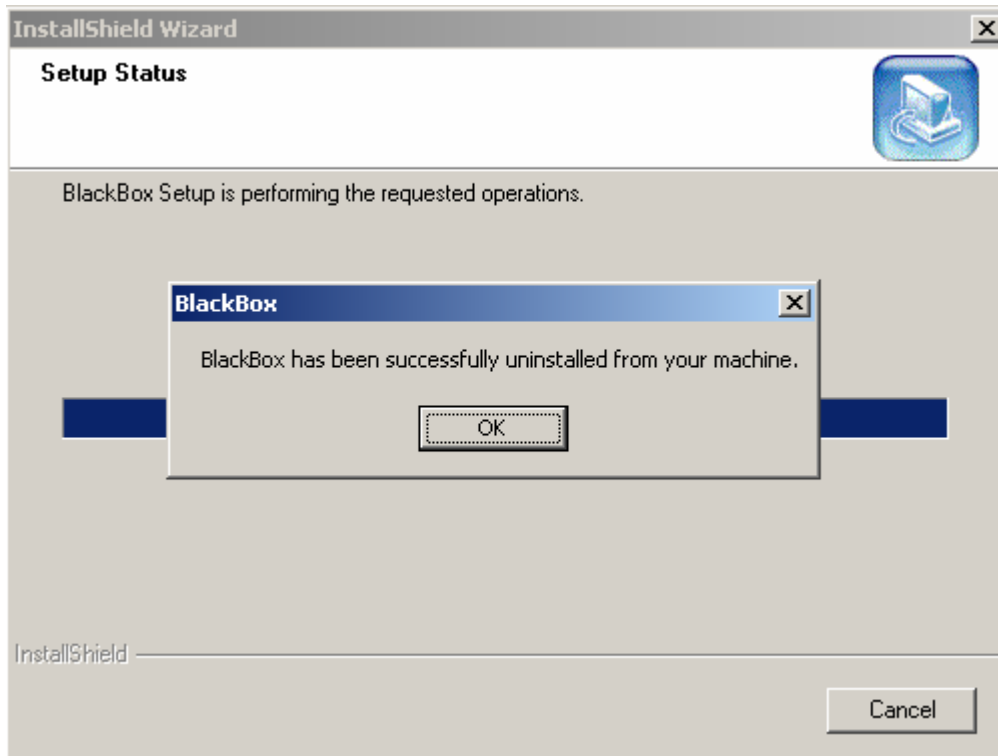 InstallShield Wizard
Setup Status
BlackBox Setup is performing the requested operations.
BlackBox
BlackBox has been successfully uninstalled from your machine.
OK
InstallShield
Cancel